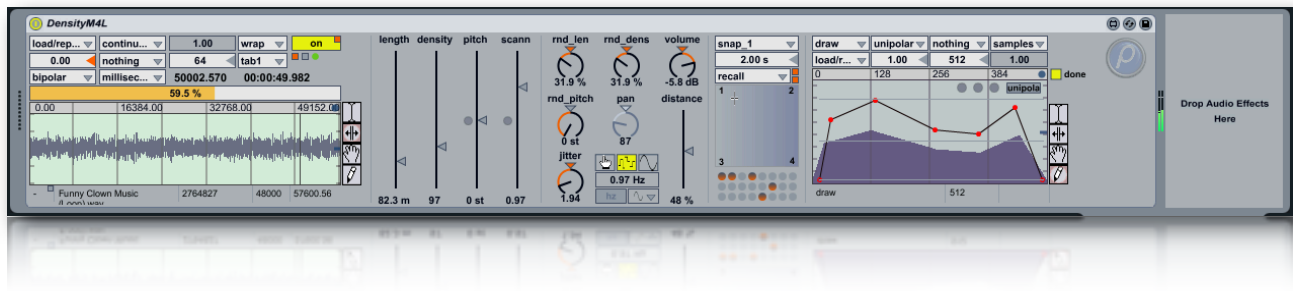 DensityM4L
load/rep... continu... 1.00 wrap on
0.00 nothing 64 tab1
bipolar millisec... 50002.570 00:00:49.982
59.5 %
0.00 16384.00 32768.00 49152.00
- Funny Clown Music 2764827 48000 57600.56
(Loop).wav
length density pitch scann
82.3 m 97 0 st 0.97
rnd_len rnd_dens volume
31.9 % 31.9 % -5.8 dB
rnd_pitch pan distance
0 st 87
jitter
0.97 Hz
1.94 hz 48 %
snap_1
2.00 s
recall
1 2
3 4
draw unipolar nothing samples
load/r... 1.00 512 1.00
0 128 256 384 done
unipola
draw 512
Drop Audio Effects
Here